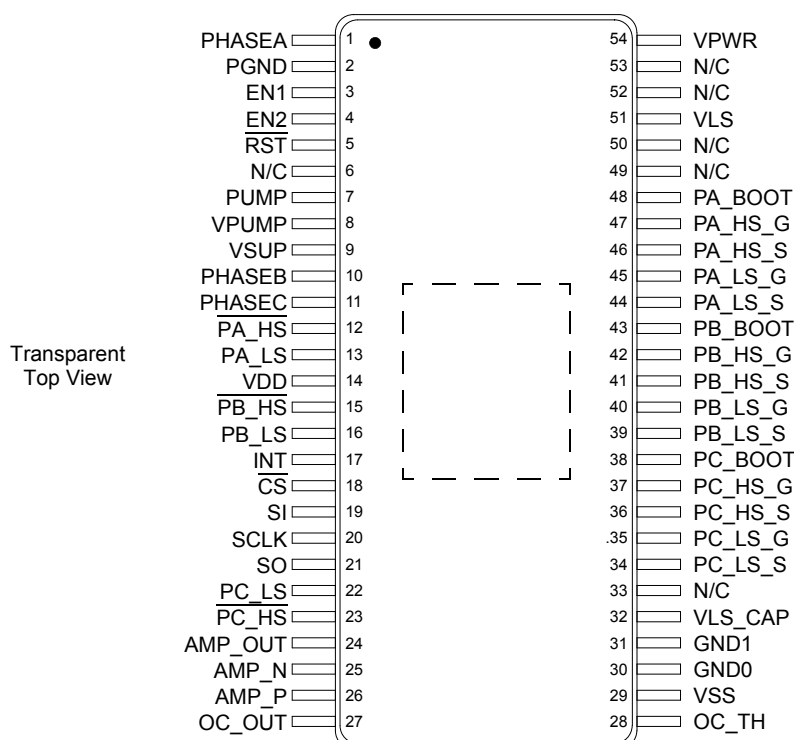 PHASEA 1 54 VPWR
PGND 2 53 N/C
EN1 3 52 N/C
EN2 4 51 VLS
RST 5 50 N/C
N/C 6 49 N/C
PUMP 7 48 PA_BOOT
VPUMP 8 47 PA_HS_G
VSUP 9 46 PA_HS_S
PHASEB 10 45 PA_LS_G
PHASEC 11 44 PA_LS_S
PA_HS 12 43 PB_BOOT
PA_LS 13 42 PB_HS_G
Transparent
Top View
VDD 14 41 PB_HS_S
PB_HS 15 40 PB_LS_G
PB_LS 16 39 PB_LS_S
INT 17 38 PC_BOOT
CS 18 37 PC_HS_G
SI 19 36 PC_HS_S
SCLK 20 .35 PC_LS_G
SO 21 34 PC_LS_S
PC_LS 22 33 N/C
PC_HS 23 32 VLS_CAP
AMP_OUT 24 31 GND1
AMP_N 25 30 GND0
AMP_P 26 29 VSS
OC_OUT 27 28 OC_TH